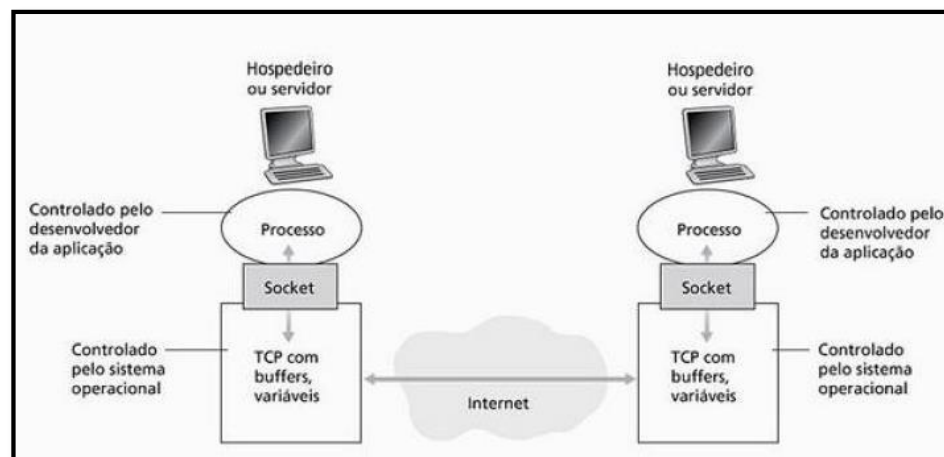 Hospedeiro
ou servidor
Hospedeiro
ou servidor
Controlado pelo
desenvolvedor
da aplicação
Processo
Processo
Controlado pelo
desenvolvedor
da aplicação
Socket
Socket
Controlado
pelo sistema
operacional
TCP com
buffers,
variáveis
Internet
TCP com
buffers,
variáveis
Controlado
pelo sistema
operacional